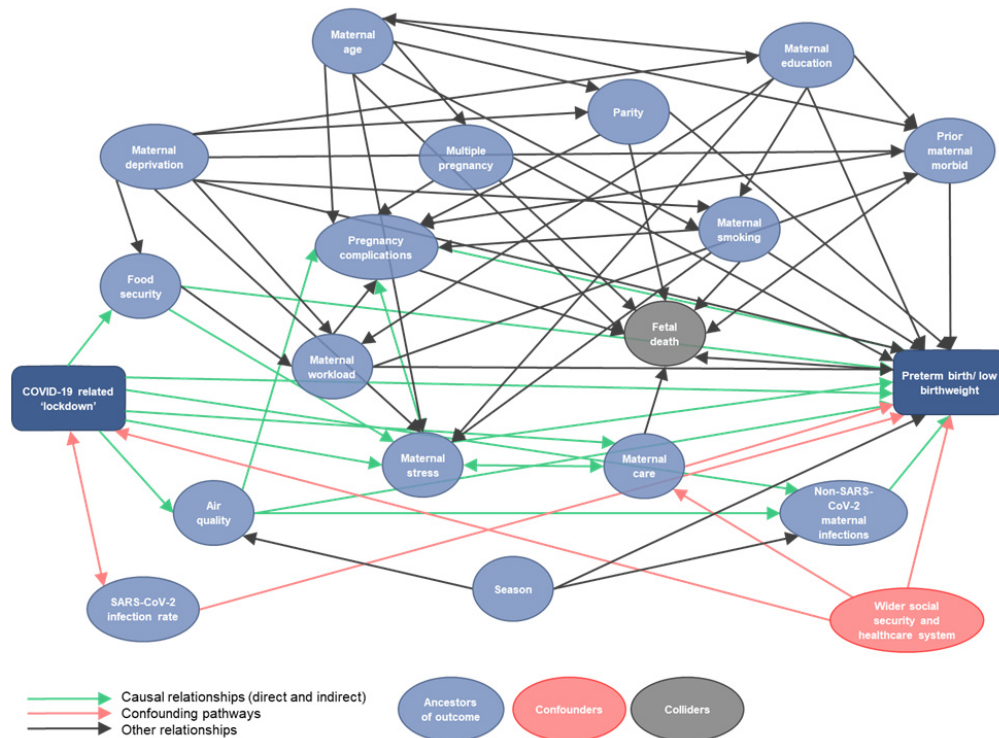 Maternal
age
Maternal
education
Parity
Maternal
deprivation
Multiple
pregnancy
Prior
maternal
morbid
Maternal
smoking
Pregnancy
complications
Food
security
Fetal
death
Maternal
workload
COVID-19 related
‘lockdown’
Preterm birth/ low
birthweight
Maternal
stress
Maternal
care
Air
quality
Non-SARS-
CoV-2
maternal
infections
Season
SARS-CoV-2
infection rate
Wider social
security and
healthcare system
Causal relationships (direct and indirect)
Confounding pathways
Other relationships
Ancestors
of outcome
Confounders
Colliders